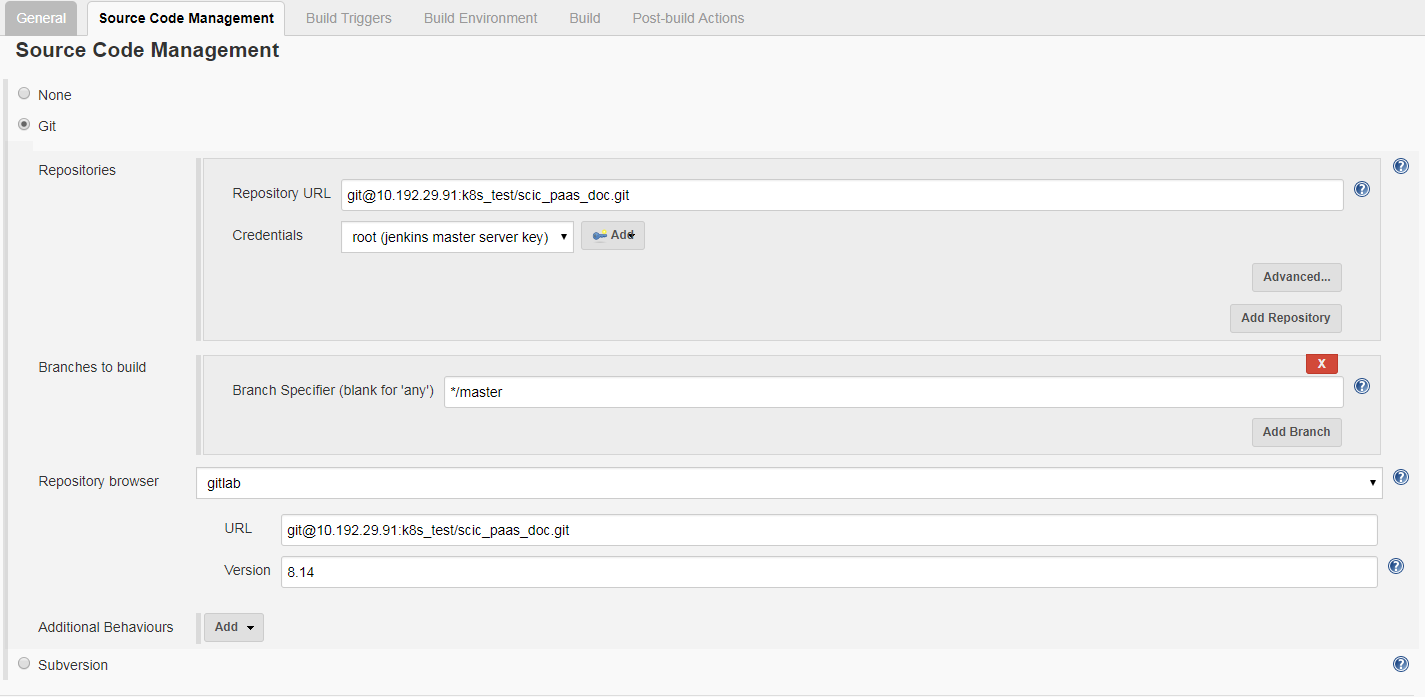 General Source Code Management Build Triggers Build Environment Build Post-build Actions
Source Code Management
None
Git
Repositories
Repository URL git@10.192.29.91:k8s_test/scic_paas_doc.git
Credentials root (jenkins master server key) Add
Advanced...
Add Repository
Branches to build
X
Branch Specifier (blank for 'any') */master
Add Branch
Repository browser gitlab
URL git@10.192.29.91:k8s_test/scic_paas_doc.git
Version 8.14
Additional Behaviours Add
Subversion